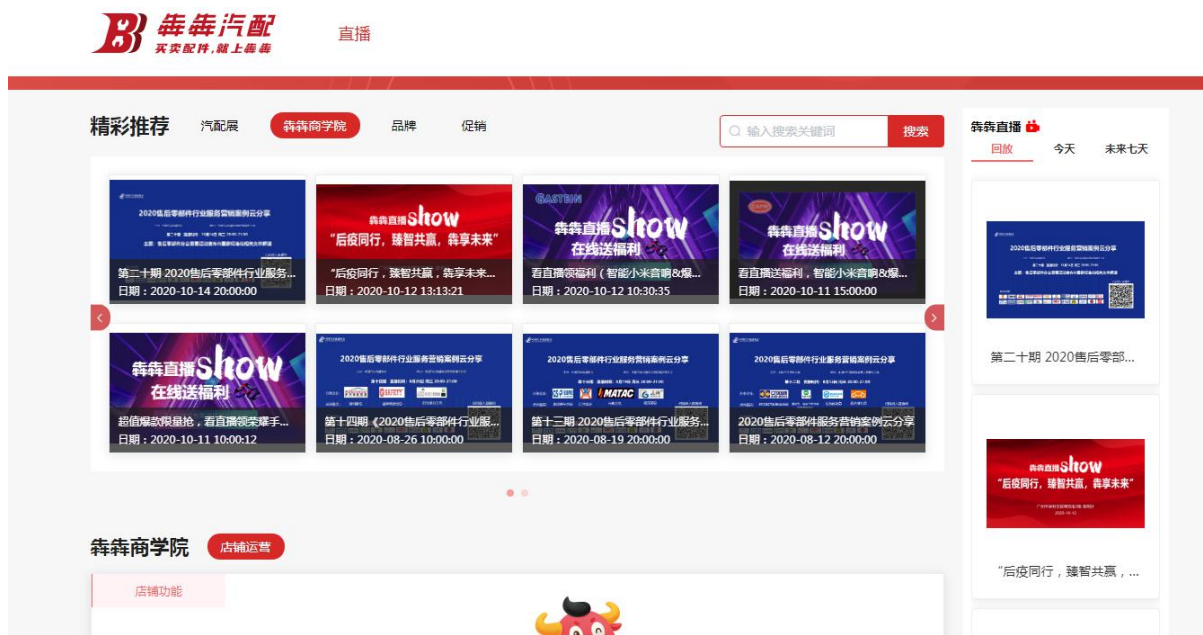 犇犇汽配
买卖配件,就上犇犇
直播
精彩推荐
汽配展
犇犇商学院
品牌
促销
输入搜索关键词
搜索
2020售后零部件行业服务营销案例云分享
第二十期 2020售后零部件行业服务...
日期：2020-10-14 20:00:00
犇犇直播show
“后疫同行，臻智共赢，犇享未来”
“后疫同行，臻智共赢，犇享未来...
日期：2020-10-12 13:13:21
GASTEIN
犇犇直播show
在线送福利
看直播领福利（智能小米音响&爆...
日期：2020-10-12 10:30:35
犇犇直播show
在线送福利
看直播送福利，智能小米音响&爆...
日期：2020-10-11 15:00:00
犇犇直播show
在线送福利
超值爆款限量抢，看直播领荣耀手...
日期：2020-10-11 10:00:12
2020售后零部件行业服务营销案例云分享
第十四期《2020售后零部件行业服...
日期：2020-08-26 10:00:00
2020售后零部件行业服务营销案例云分享
MATAC
第十三期 2020售后零部件行业服务...
日期：2020-08-19 20:00:00
2020售后零部件行业服务营销案例云分享
2020售后零部件服务营销案例云分享
日期：2020-08-12 20:00:00
犇犇商学院
店铺运营
店铺功能
犇犇直播
回放
今天
未来七天
2020售后零部件行业服务营销案例云分享
第二十期 2020售后零部...
犇犇直播show
“后疫同行，臻智共赢，犇享未来”
2020-10-12
“后疫同行，臻智共赢，...